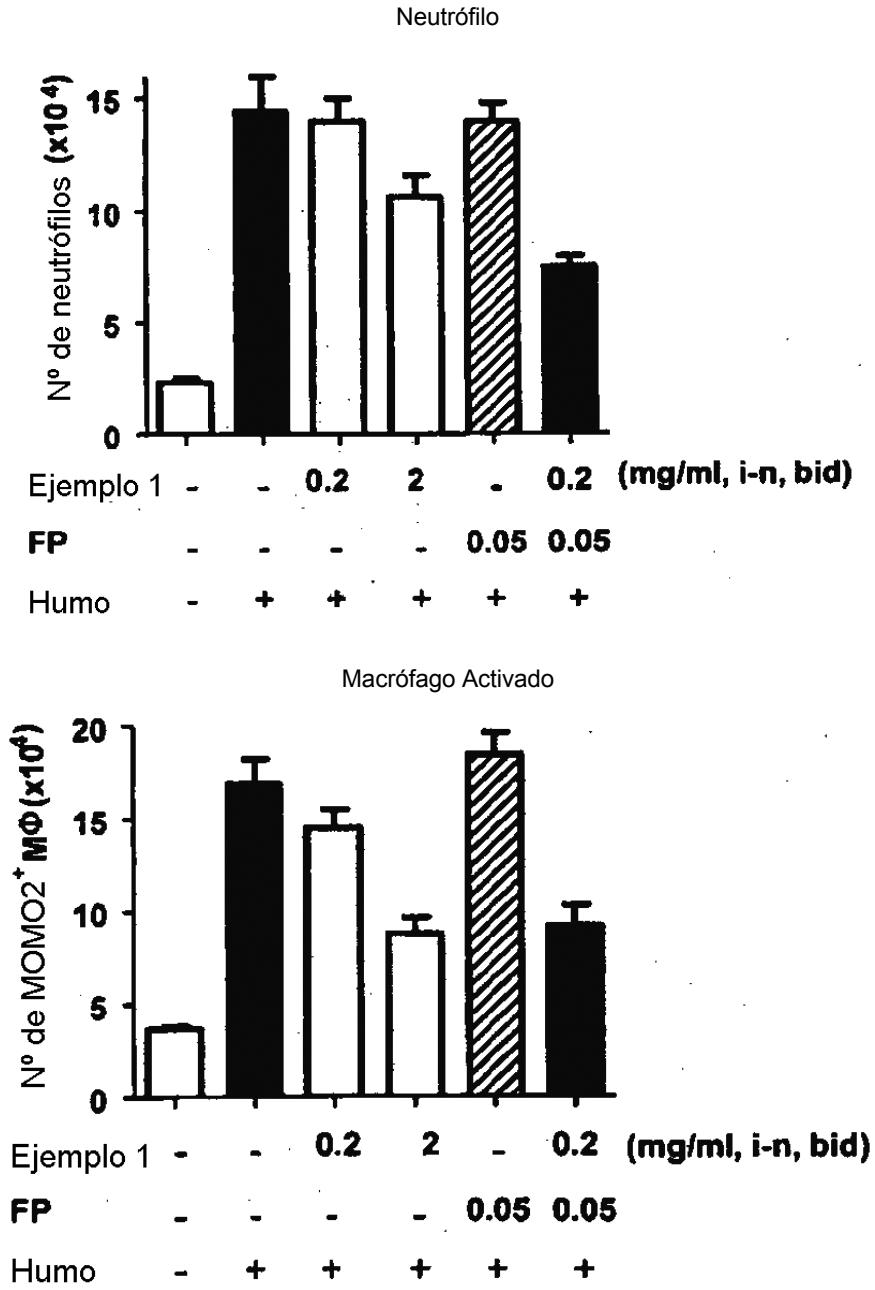 Neutrófilo
Nº de neutrófilos (x10⁴)
15
10
5
0
Ejemplo 1 - - 0.2 2 - 0.2 (mg/ml, i-n, bid)
FP - - - - 0.05 0.05
Humo - + + + + +
Macrófago Activado
Nº de MOMO2⁺ MΦ (x10⁴)
20
15
10
5
0
Ejemplo 1 - - 0.2 2 - 0.2 (mg/ml, i-n, bid)
FP - - - - 0.05 0.05
Humo - + + + + +